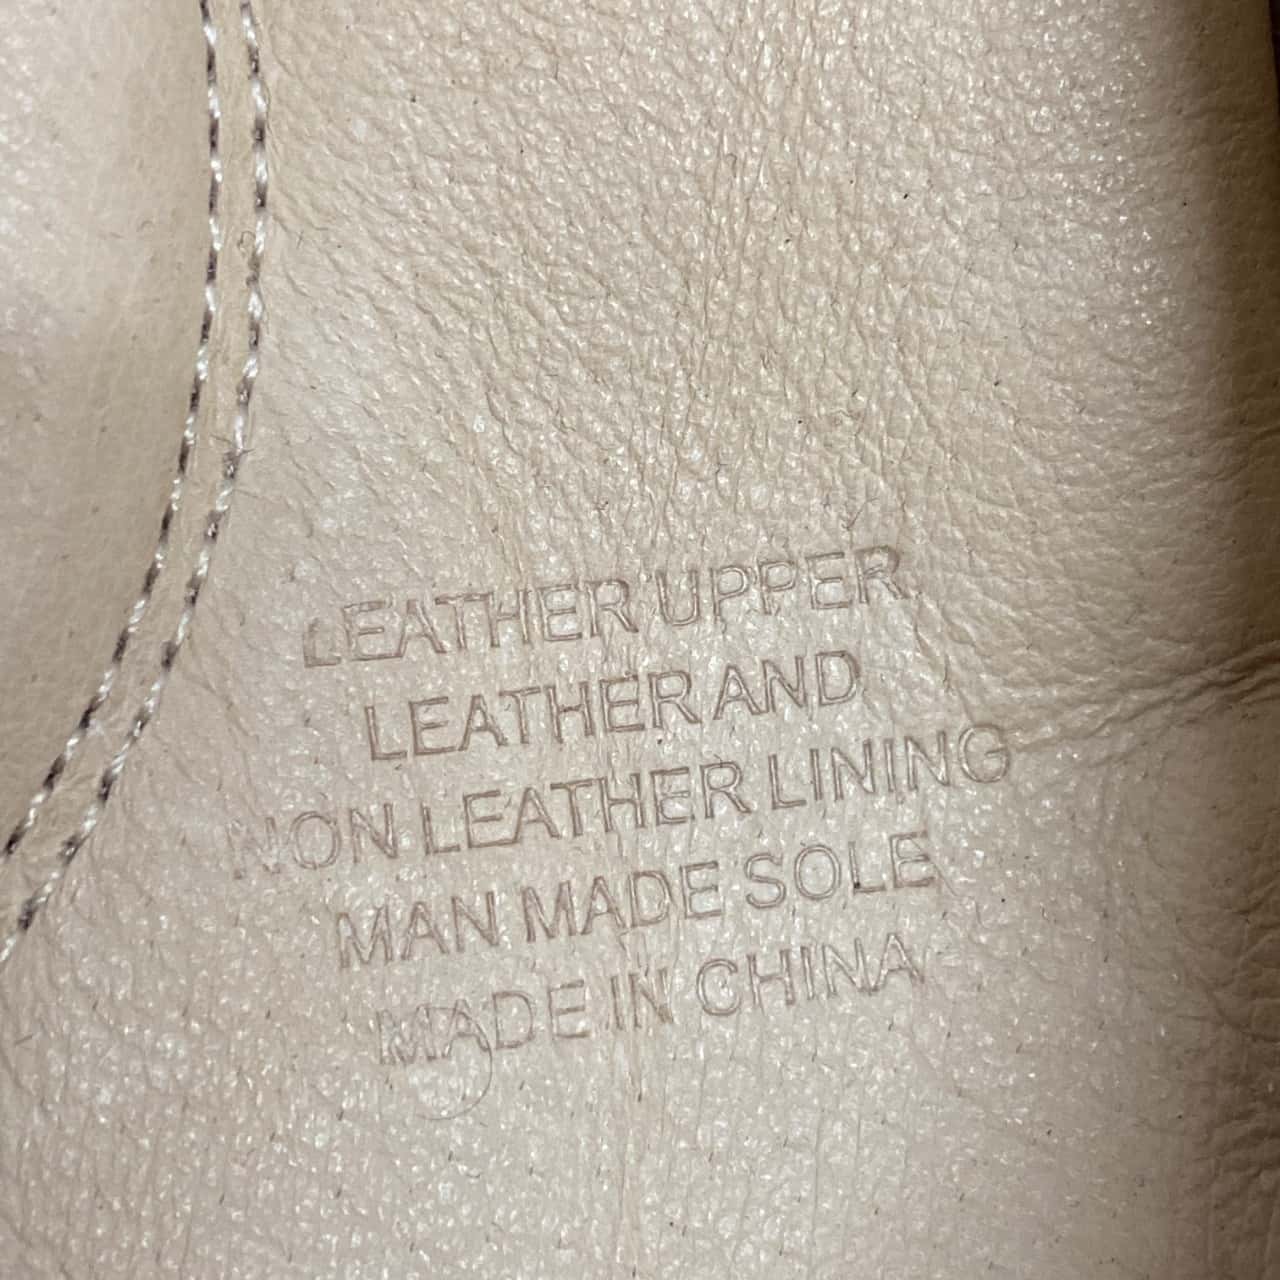 LEATHER UPPER
LEATHER AND
NON LEATHER LINING
MAN MADE SOLE
MADE IN CHINA